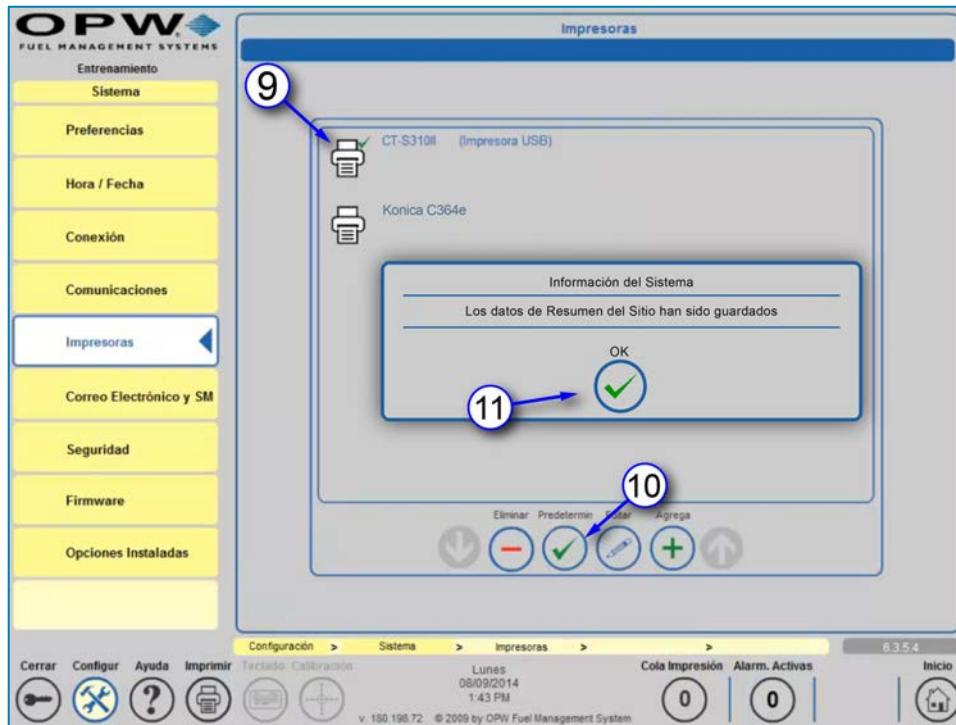 OPW
FUEL MANAGEMENT SYSTEMS
Entrenamiento
Sistema
Preferencias
Hora / Fecha
Conexión
Comunicaciones
Impresoras
Correo Electrónico y SM
Seguridad
Firmware
Opciones Instaladas
Impresoras
9
CT-S310II (Impresora USB)
Konica C364e
Información del Sistema
Los datos de Resumen del Sitio han sido guardados
OK
11
10
Eliminar Predetermin Editar Agrega
Configuración > Sistema > Impresoras > >
6.3.5.4
Cerrar Configur Ayuda Imprimir Teclado Calibración
Lunes
08/09/2014
1:43 PM
v. 180.198.72 © 2009 by OPW Fuel Management System
Cola Impresión Alarm. Activas Inicio
0 0